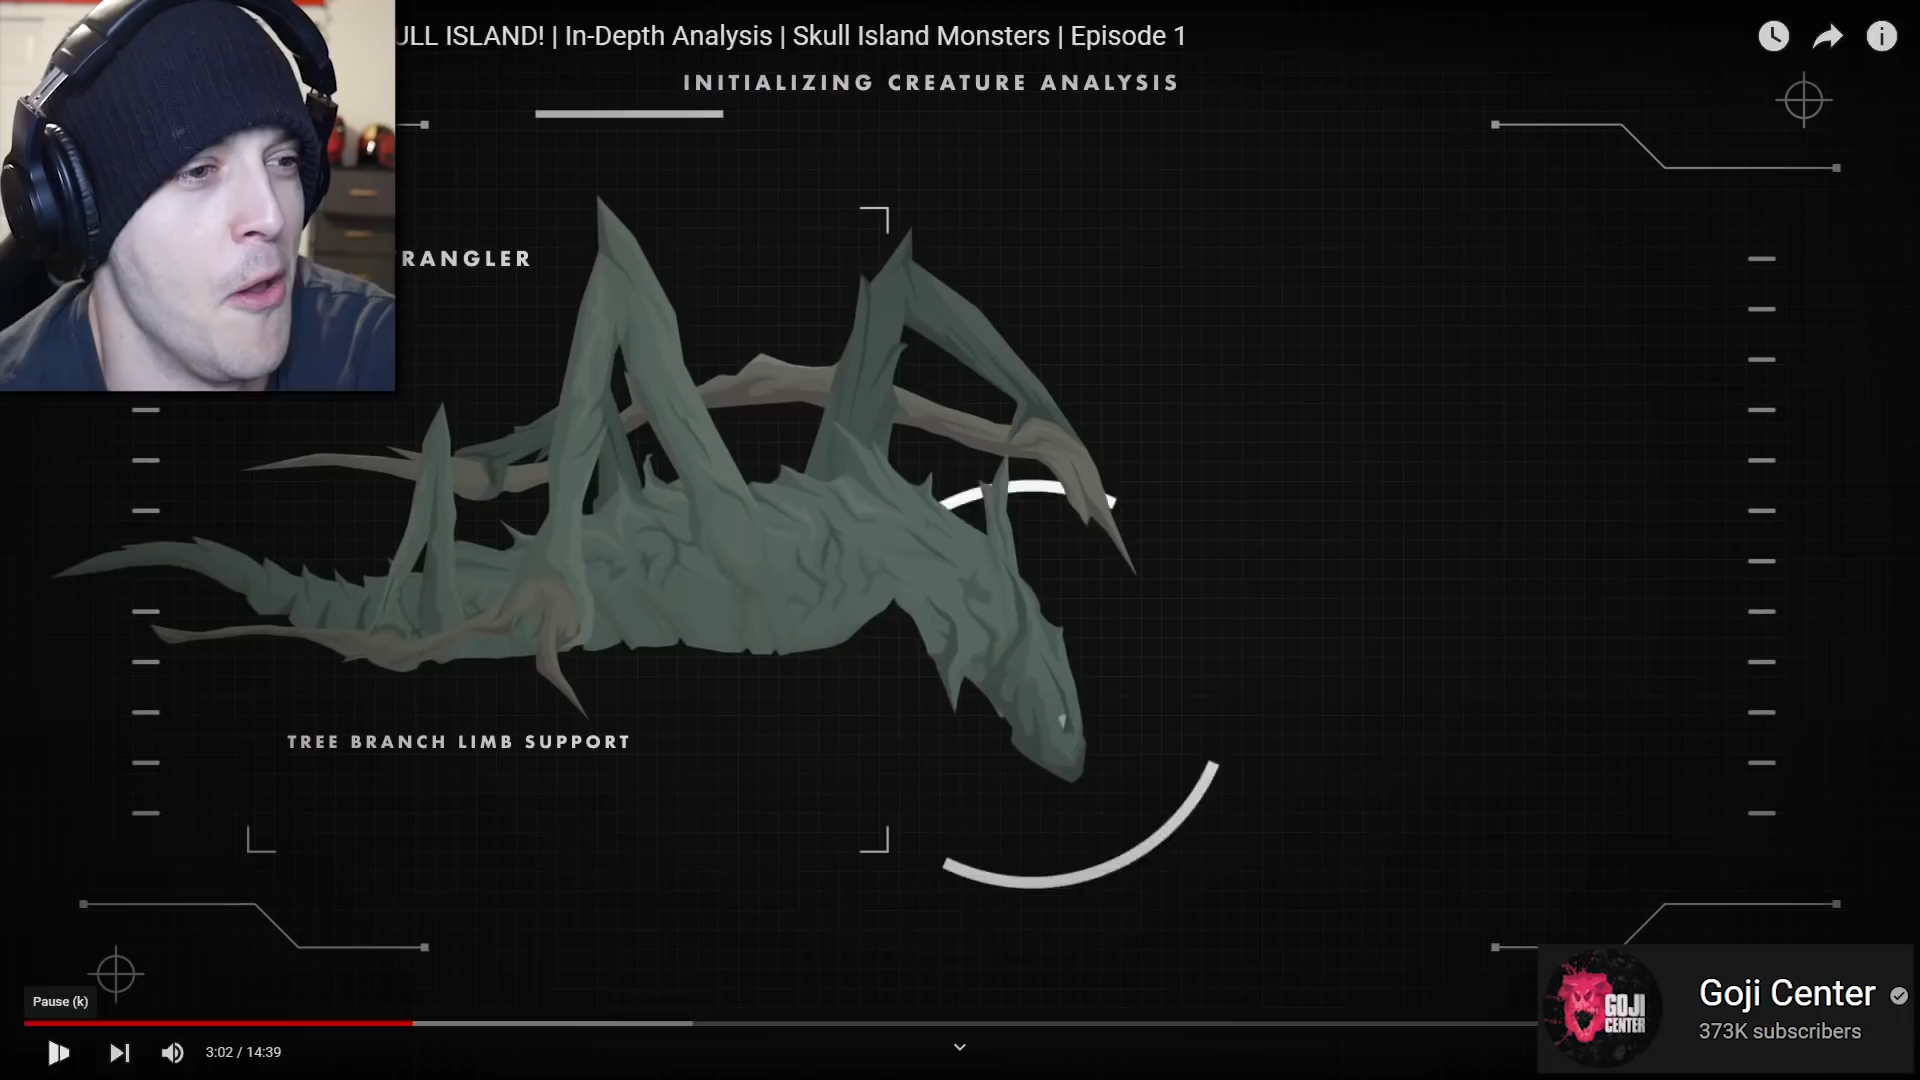 ULL ISLAND! | In-Depth Analysis | Skull Island Monsters | Episode 1
INITIALIZING CREATURE ANALYSIS
RANGLER
TREE BRANCH LIMB SUPPORT
Pause (k)
3:02 / 14:39
GOJI
CENTER
Goji Center
373K subscribers